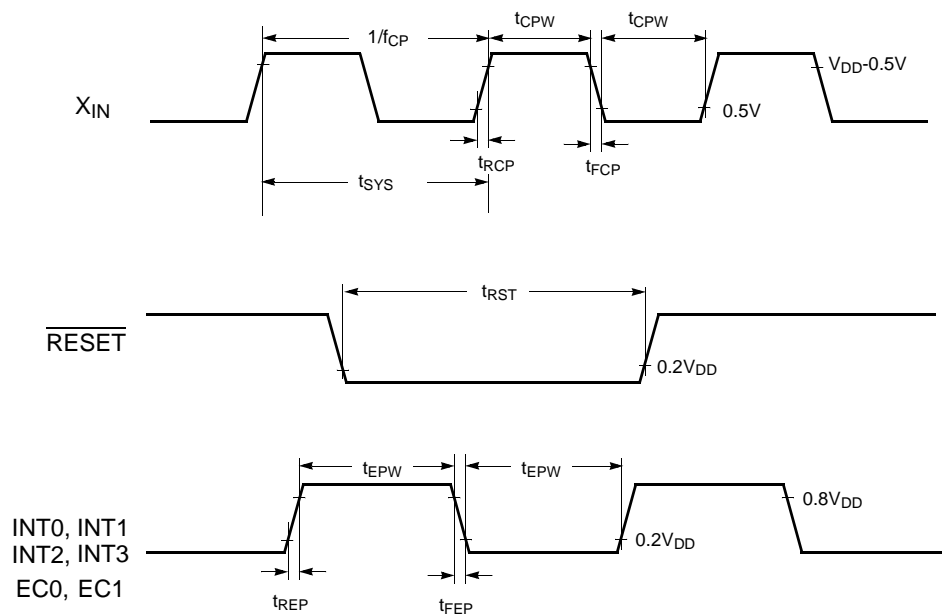 1/fCP
tCPW
tCPW
VDD-0.5V
XIN
0.5V
tRCP
tFCP
tSYS
tRST
RESET
0.2VDD
tEPW
tEPW
INT0, INT1
0.8VDD
INT2, INT3
0.2VDD
EC0, EC1
tREP
tFEP